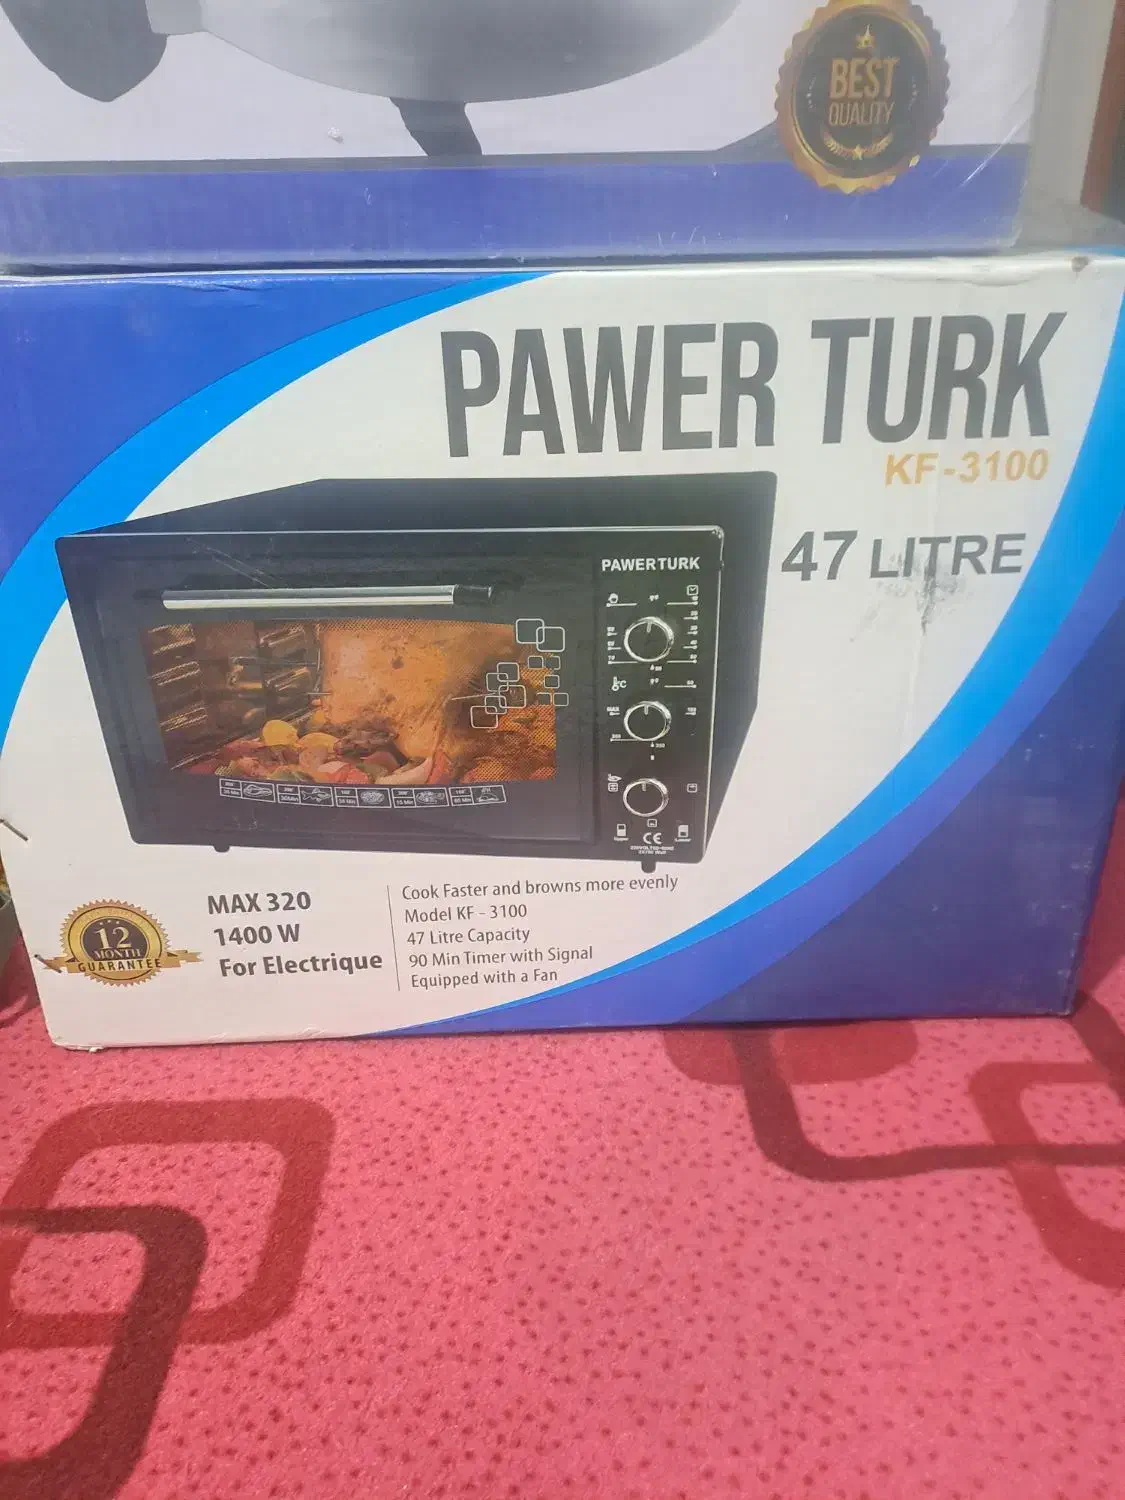 BEST
QUALITY
PAWER TURK
KF-3100
47 LITRE
PAWERTURK
MAX 320
1400 W
For Electrique
Cook Faster and browns more evenly
Model KF - 3100
47 Litre Capacity
90 Min Timer with Signal
Equipped with a Fan
12
MONTH
GUARANTEE